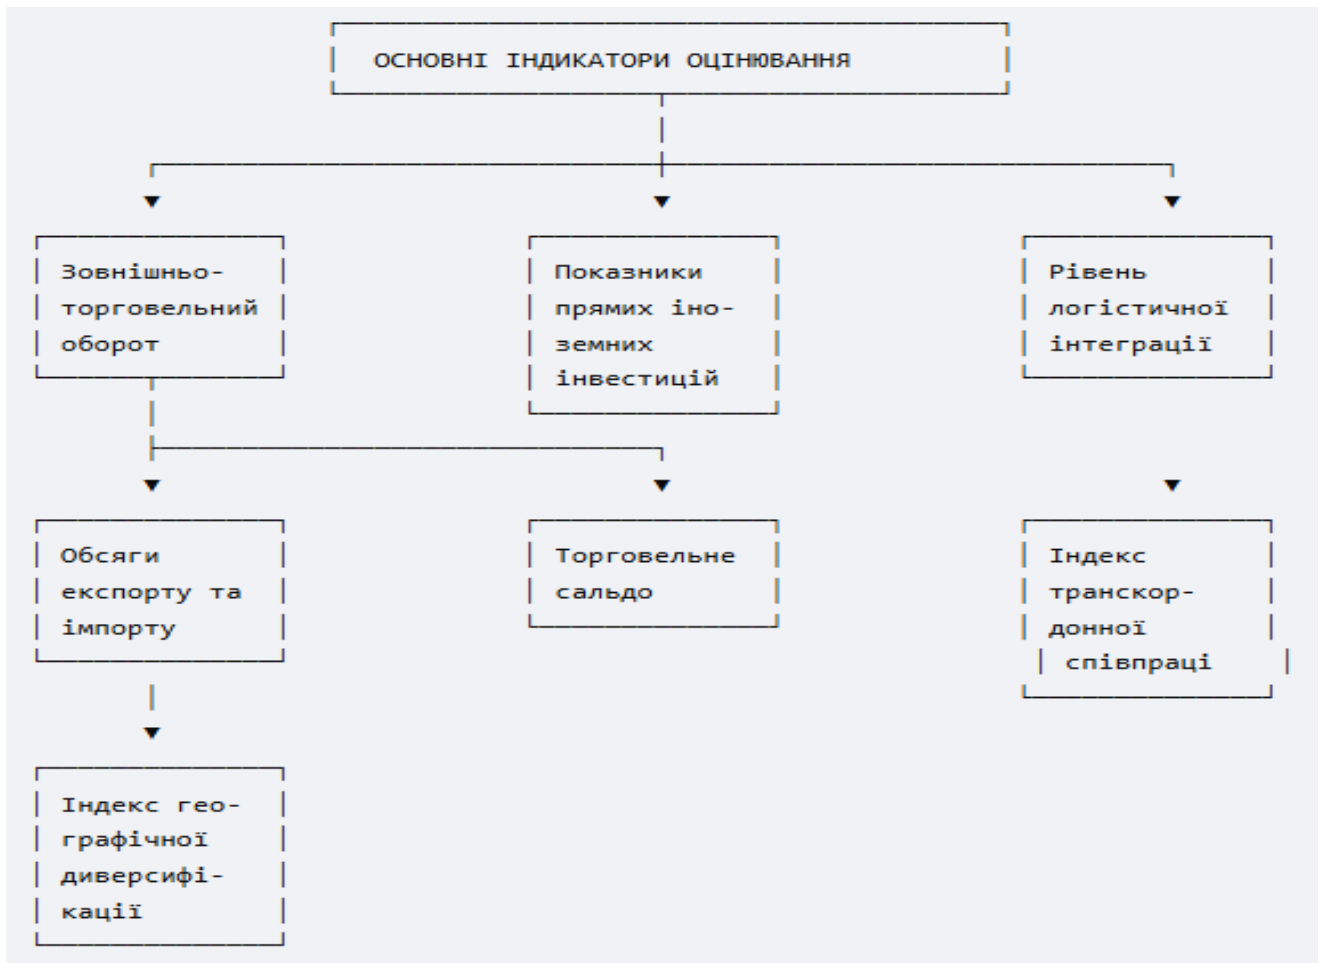 ОСНОВНІ ІНДИКАТОРИ ОЦІНЮВАННЯ
Зовнішньо-
торговельний
оборот
Показники
прямих іно-
земних
інвестицій
Рівень
логістичної
інтеграції
Обсяги
експорту та
імпорту
Торговельне
сальдо
Індекс
транскор-
донної
співпраці
Індекс гео-
графічної
диверсифі-
кації